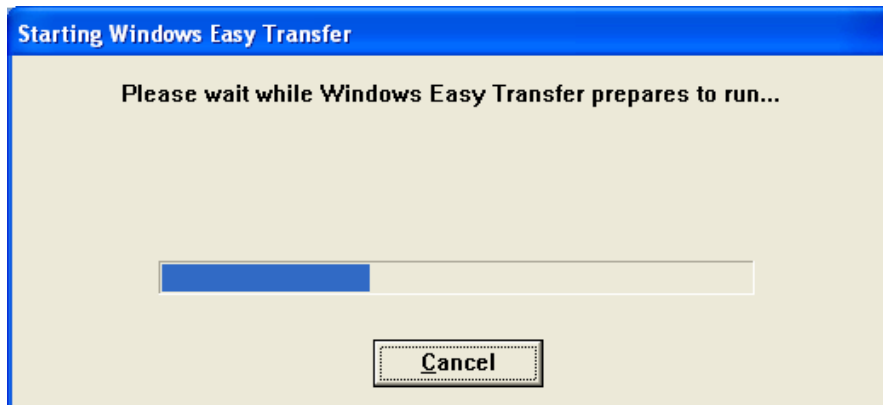 Starting Windows Easy Transfer
Please wait while Windows Easy Transfer prepares to run...
Cancel